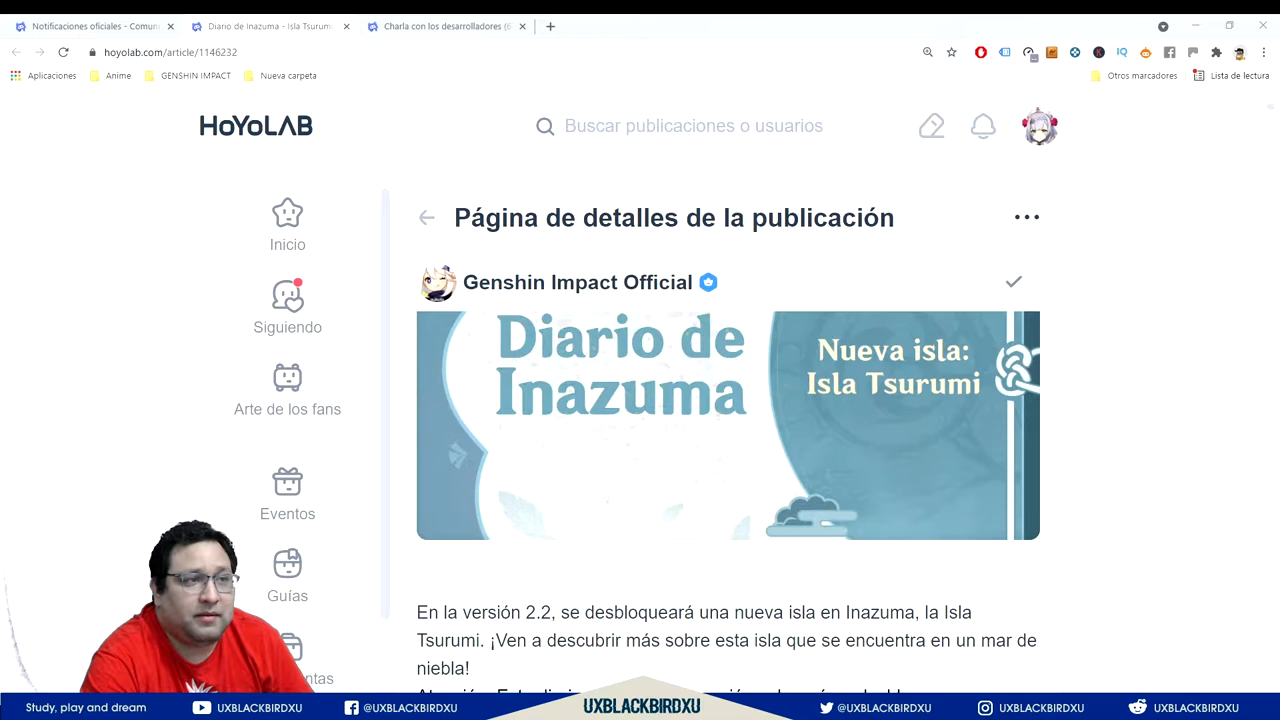 Notificaciones oficiales - Comun
Diario de Inazuma - Isla Tsurum
Charla con los desarrolladores (6
hoyolab.com/article/1146232
Aplicaciones
Anime
GENSHIN IMPACT
Nueva carpeta
Otros marcadores
Lista de lectura
HoYoLAB
Buscar publicaciones o usuarios
Inicio
Siguiendo
Arte de los fans
Eventos
Guías
ntas
Página de detalles de la publicación
Genshin Impact Official
Diario de
Inazuma
Nueva isla:
Isla Tsurumi
En la versión 2.2, se desbloqueará una nueva isla en Inazuma, la Isla
Tsurumi. ¡Ven a descubrir más sobre esta isla que se encuentra en un mar de
niebla!
Study, play and dream
UXBLACKBIRDXU
@UXBLACKBIRDXU
UXBLACKBIRDXU
@UXBLACKBIRDXU
UXBLACKBIRDXU
UXBLACKBIRDXU